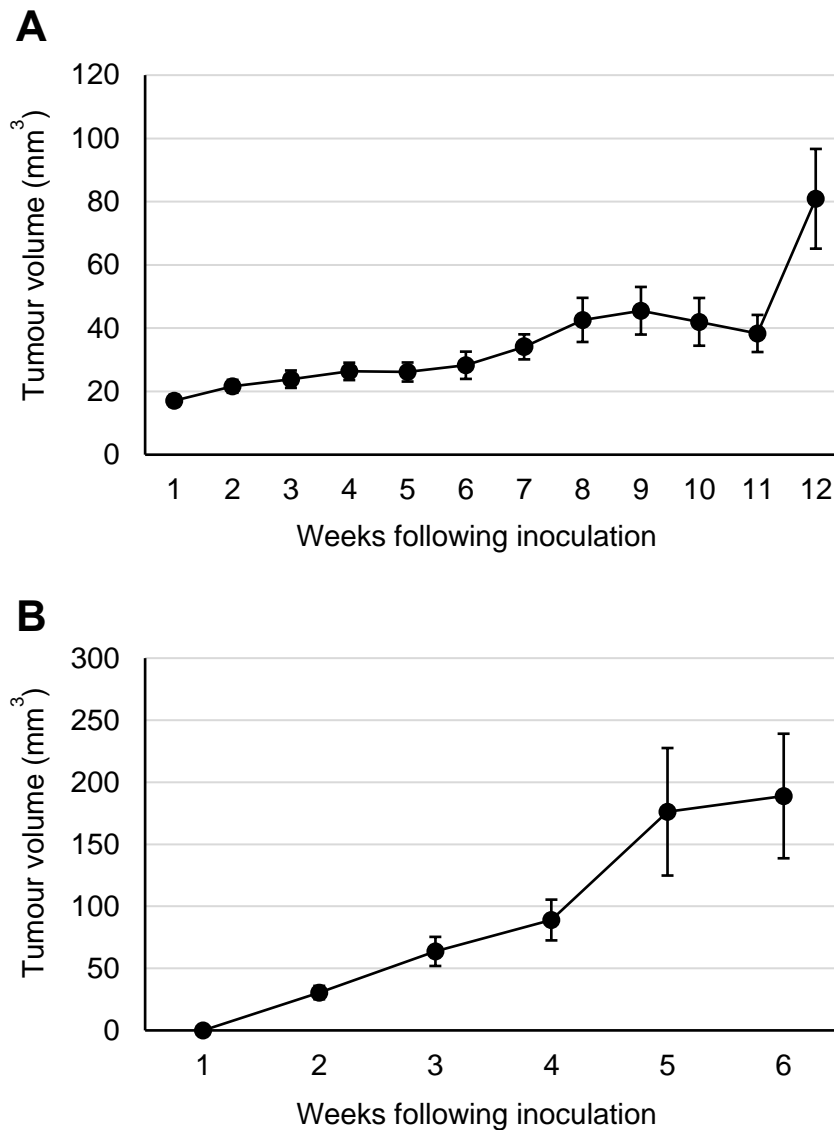 A
Tumour volume (mm³)
120
100
80
60
40
20
0
1 2 3 4 5 6 7 8 9 10 11 12
Weeks following inoculation
B
Tumour volume (mm³)
300
250
200
150
100
50
0
1 2 3 4 5 6
Weeks following inoculation